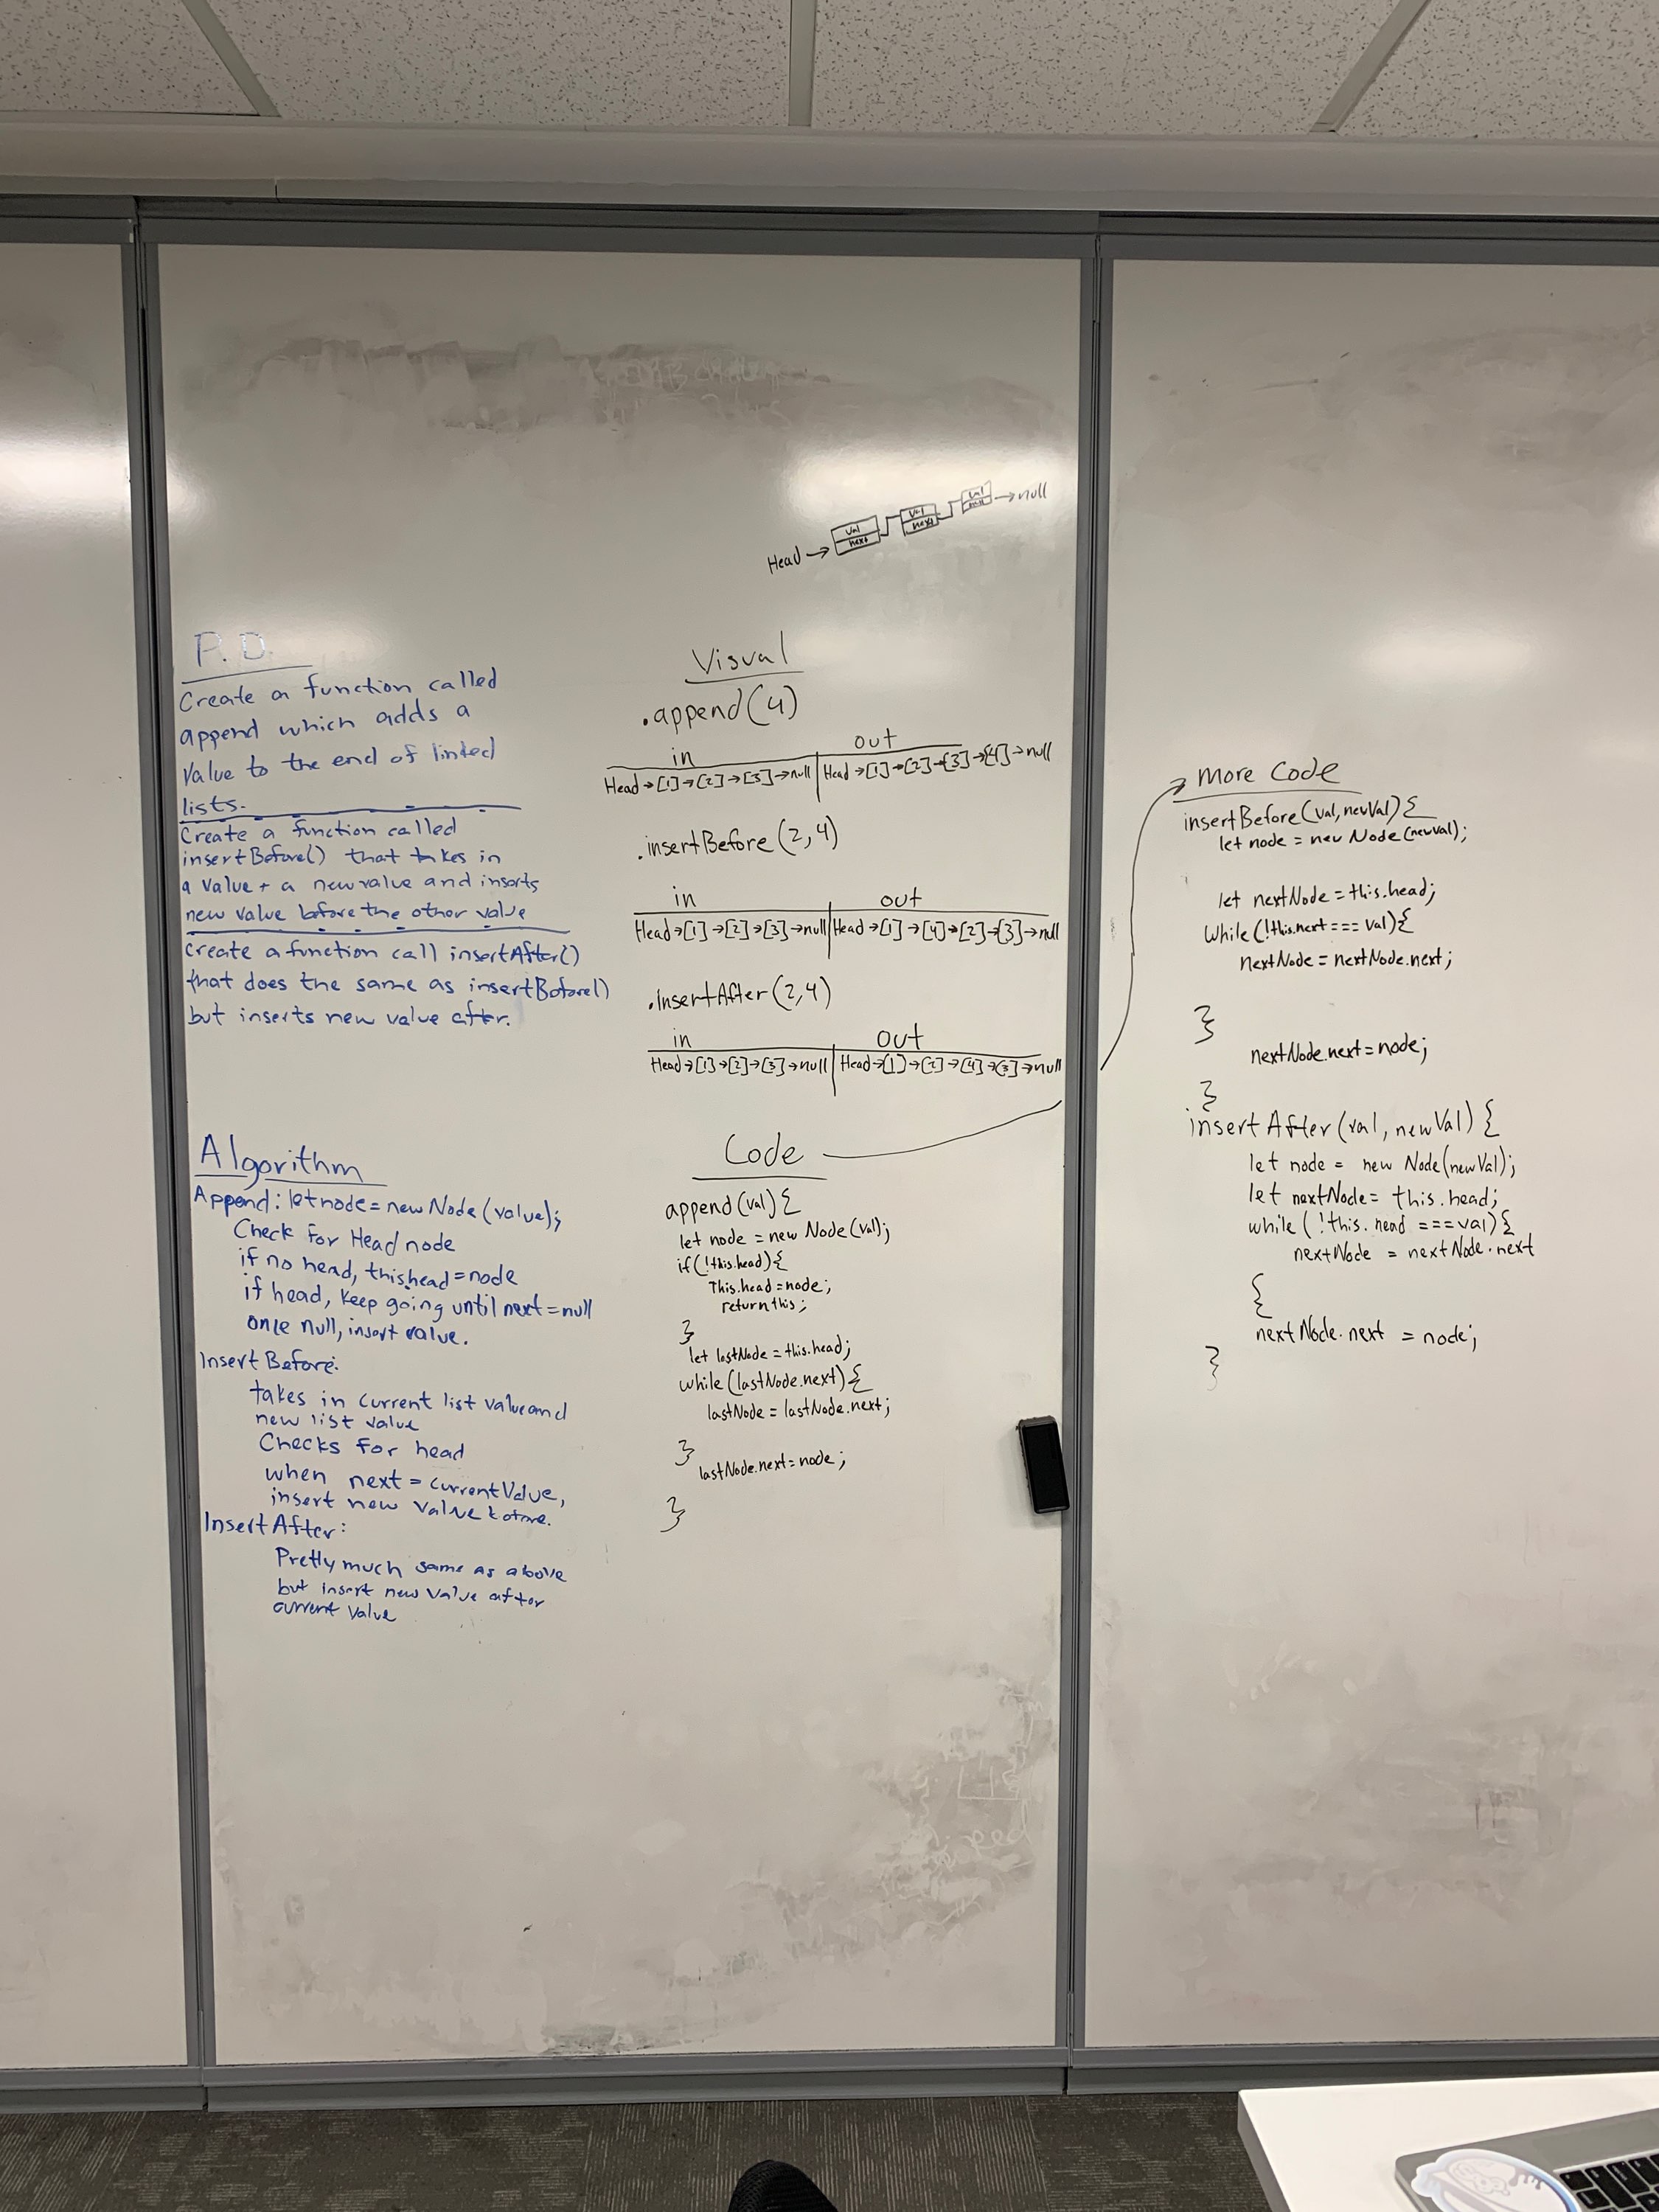 Head → val next val next val null → null
P.D.
Create a function called
append which adds a
value to the end of linked
lists.
Create a function called
insertBefore() that takes in
a value + a new value and inserts
new value before the other value
Create a function call insertAfter()
that does the same as insertBefore()
but inserts new value after.
Visual
.append(4)
in out
Head→[1]→[2]→[3]→null Head→[1]→[2]→[3]→[4]→null
.insertBefore(2,4)
in out
Head→[1]→[2]→[3]→null Head→[1]→[4]→[2]→[3]→null
.insertAfter(2,4)
in out
Head→[1]→[2]→[3]→null Head→[1]→[2]→[4]→[3]→null
Algorithm
Append: let node = new Node(value);
Check for Head node
if no head, this.head = node
if head, keep going until next = null
once null, insert value.
Insert Before:
takes in current list value and
new list value
Checks for head
when next = currentValue,
insert new value before.
Insert After:
Pretty much same as above
but insert new value after
current value
Code
append(val){
let node = new Node(val);
if(!this.head){
This.head = node;
return this;
}
let lastNode = this.head;
while(lastNode.next){
lastNode = lastNode.next;
}
lastNode.next = node;
}
more Code
insertBefore(val, newVal){
let node = new Node(newVal);
let nextNode = this.head;
while(!this.next === val){
nextNode = nextNode.next;
}
nextNode.next = node;
}
insertAfter(val, newVal){
let node = new Node(newVal);
let nextNode = this.head;
while(!this.head === val){
nextNode = nextNode.next
{
nextNode.next = node;
}